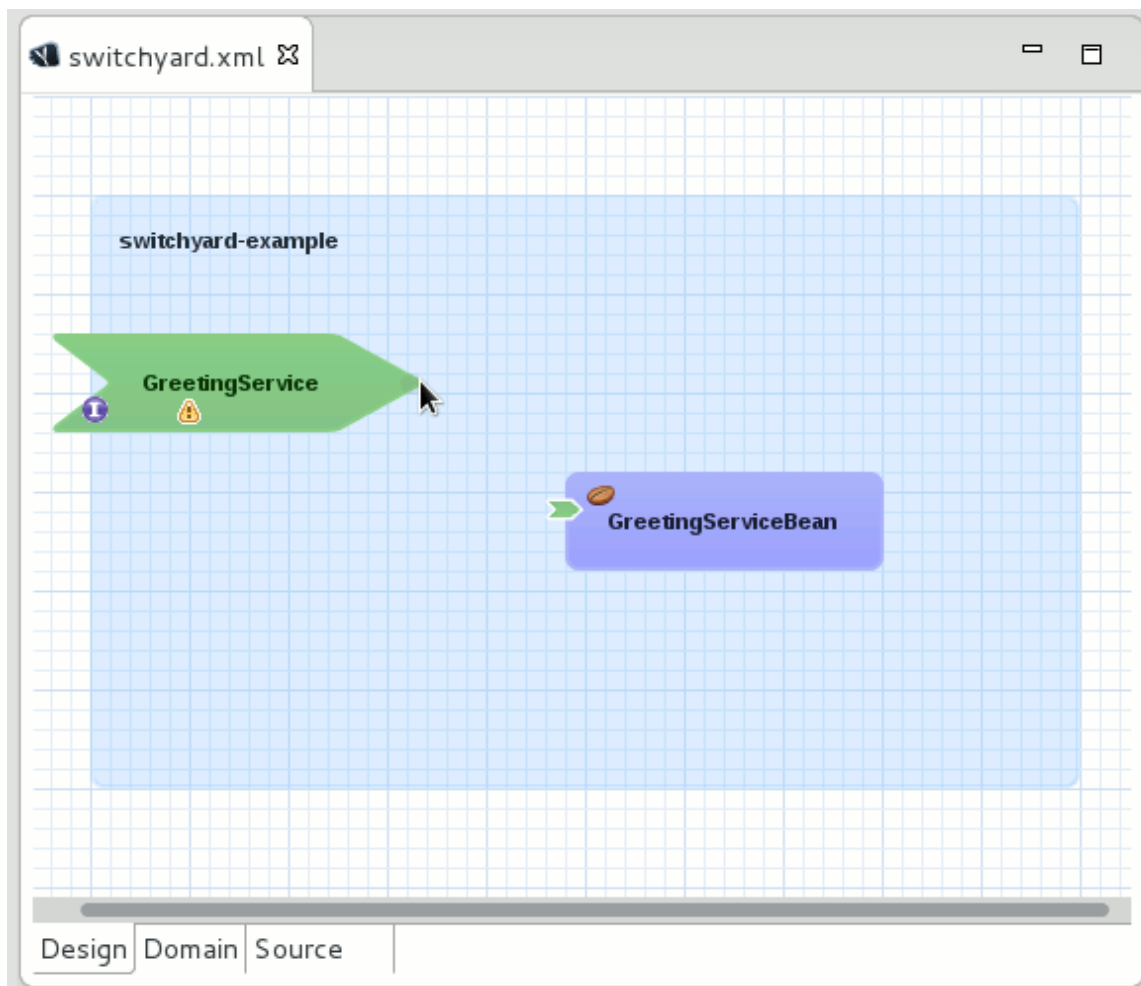 switchyard.xml
switchyard-example
GreetingService
I
GreetingServiceBean
Design Domain Source